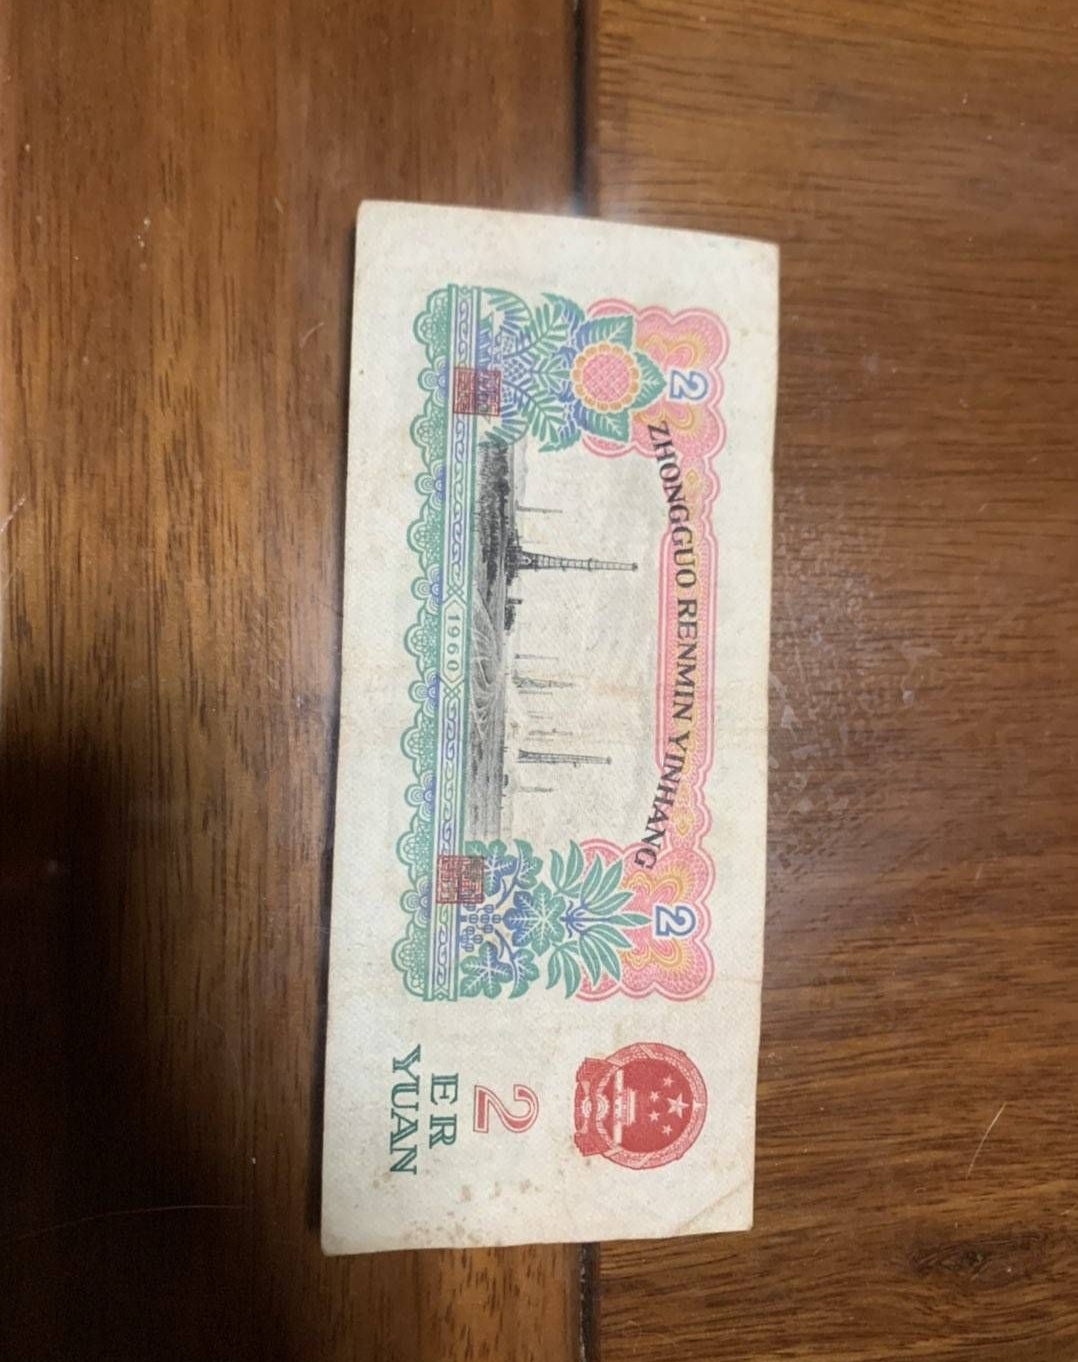 2
ZHONGGUO RENMIN YINHANG
2
1960
2
ER
YUAN